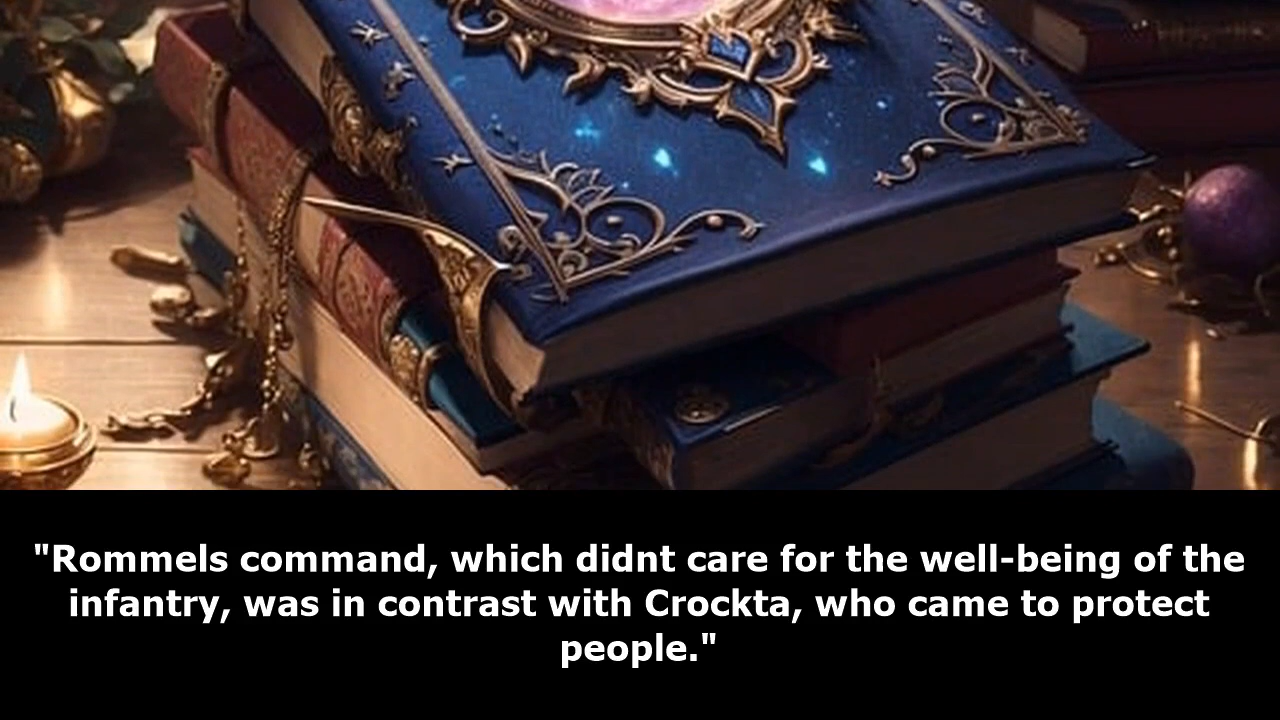 "Rommels command, which didnt care for the well-being of the
infantry, was in contrast with Crockta, who came to protect
people."